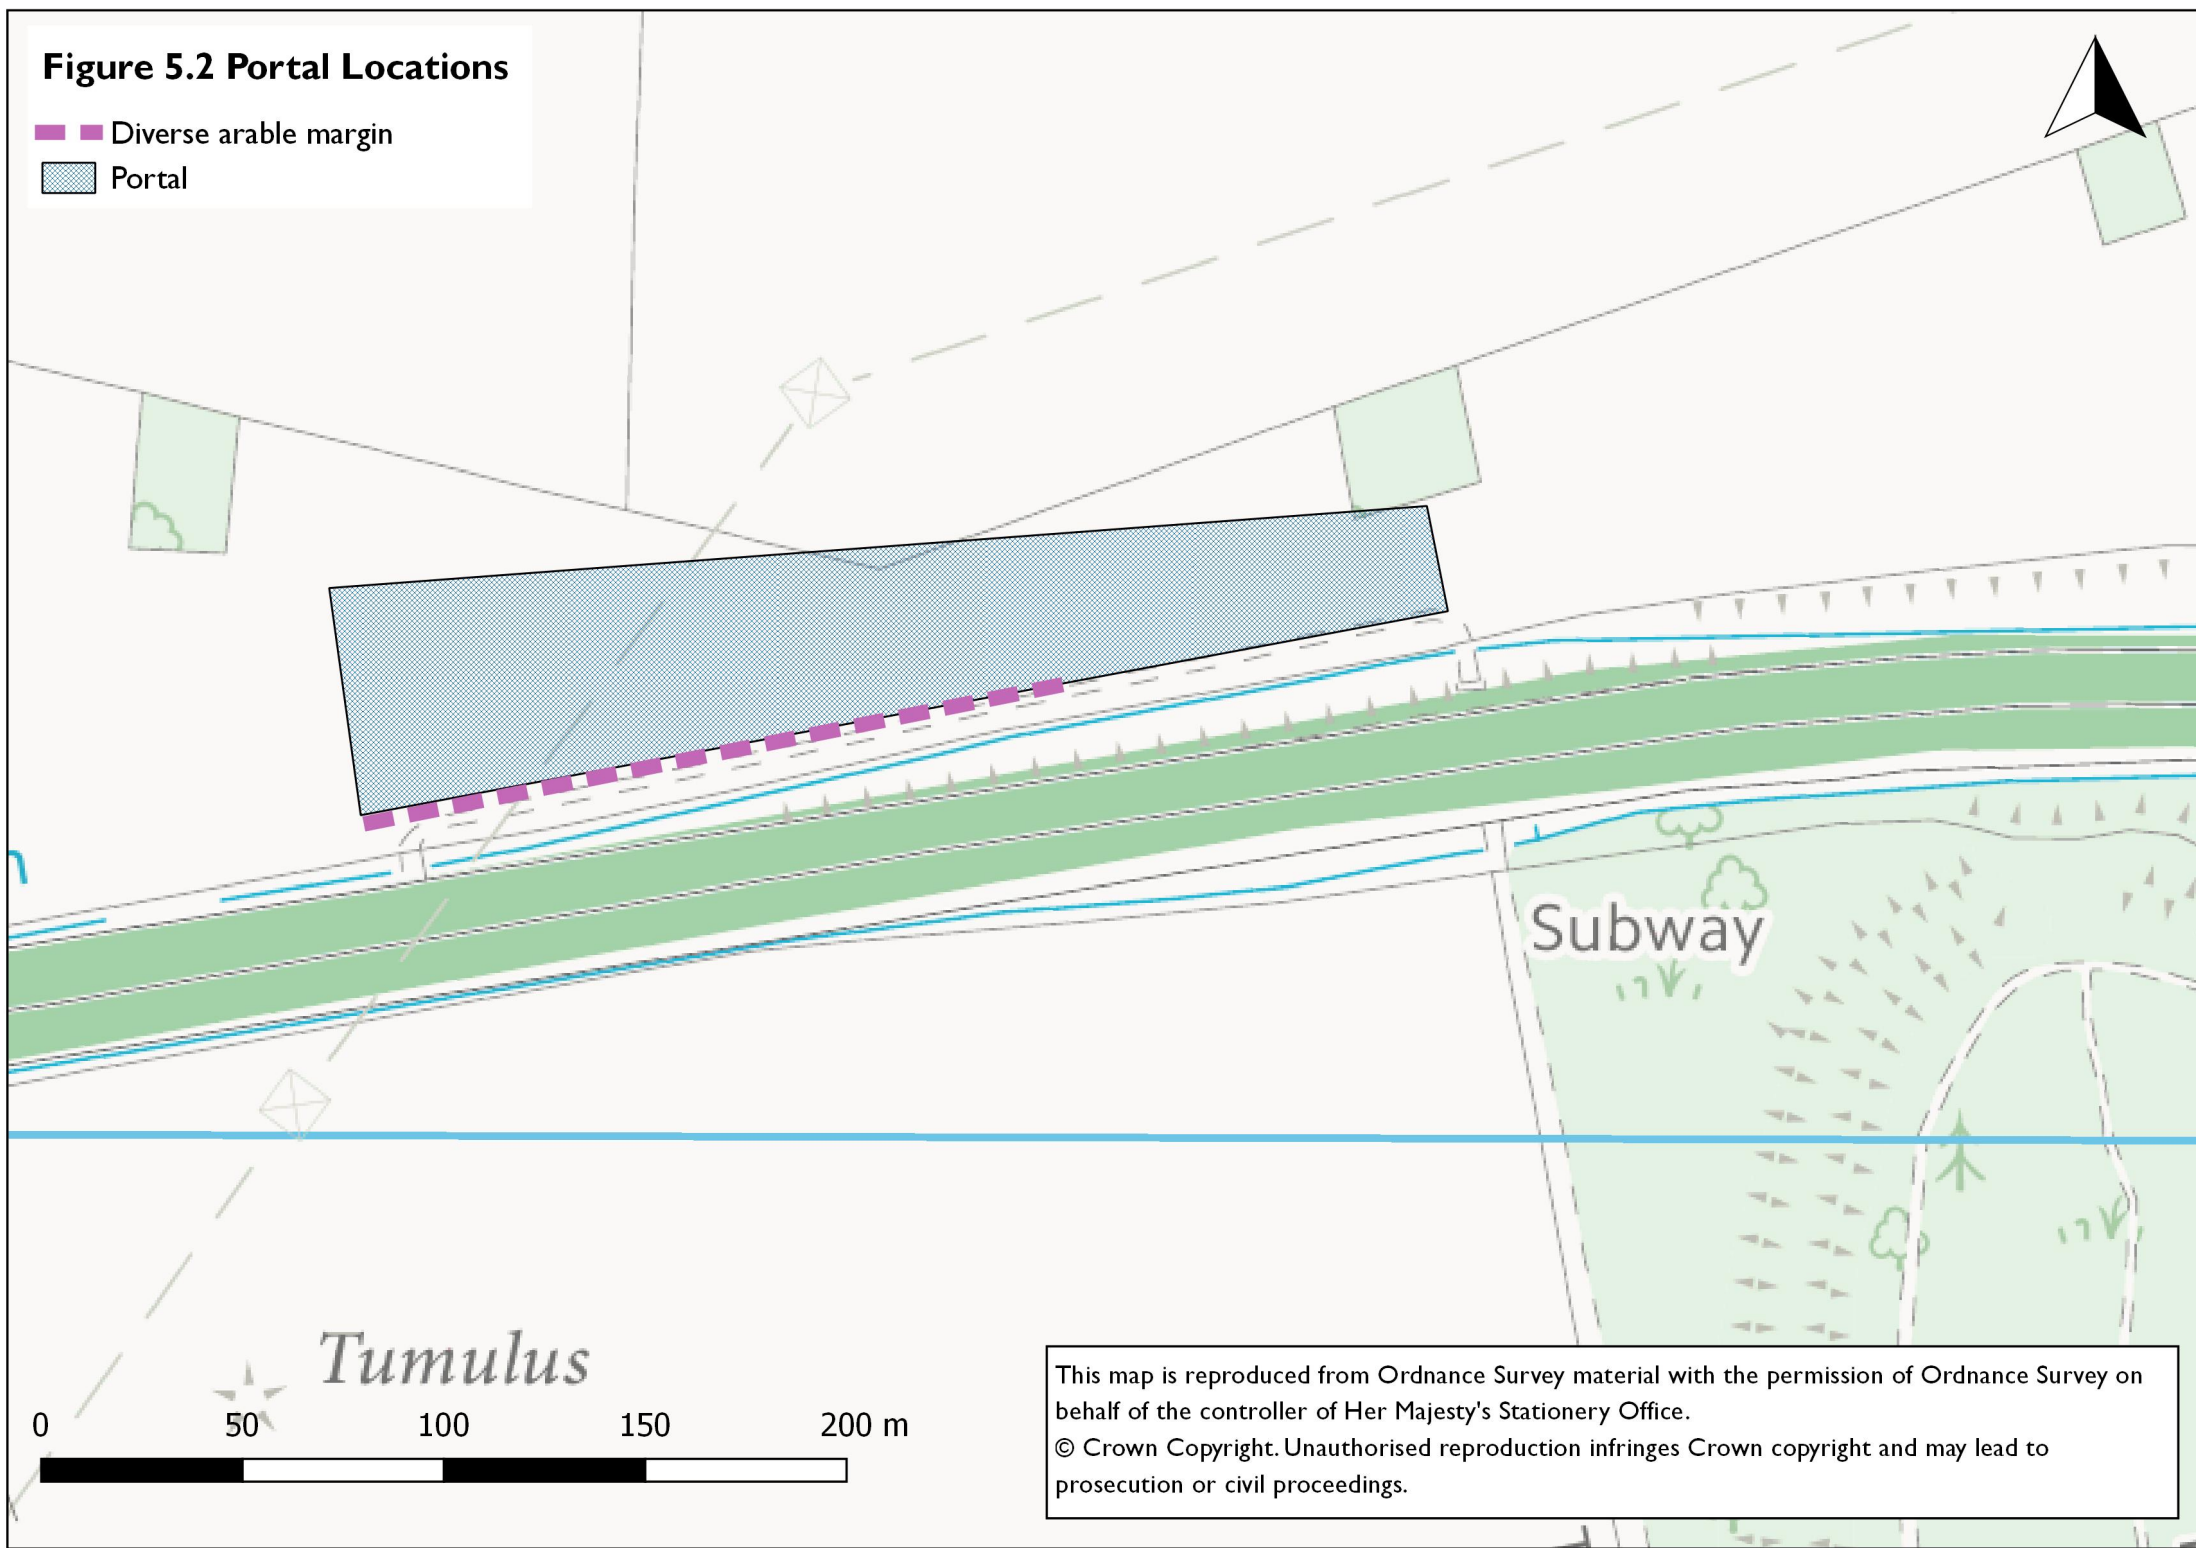 Figure 5.2 Portal Locations
Diverse arable margin
Portal
Subway
Tumulus
0 50 100 150 200 m
This map is reproduced from Ordnance Survey material with the permission of Ordnance Survey on
behalf of the controller of Her Majesty's Stationery Office.
© Crown Copyright. Unauthorised reproduction infringes Crown copyright and may lead to
prosecution or civil proceedings.